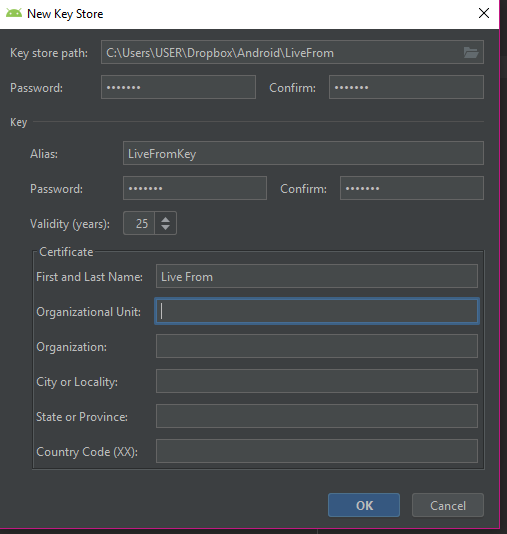 New Key Store
Key store path: C:\Users\USER\Dropbox\Android\LiveFrom
Password: ••••••• Confirm: •••••••
Key
Alias: LiveFromKey
Password: ••••••• Confirm: •••••••
Validity (years): 25
Certificate
First and Last Name: Live From
Organizational Unit:
Organization:
City or Locality:
State or Province:
Country Code (XX):
OK Cancel